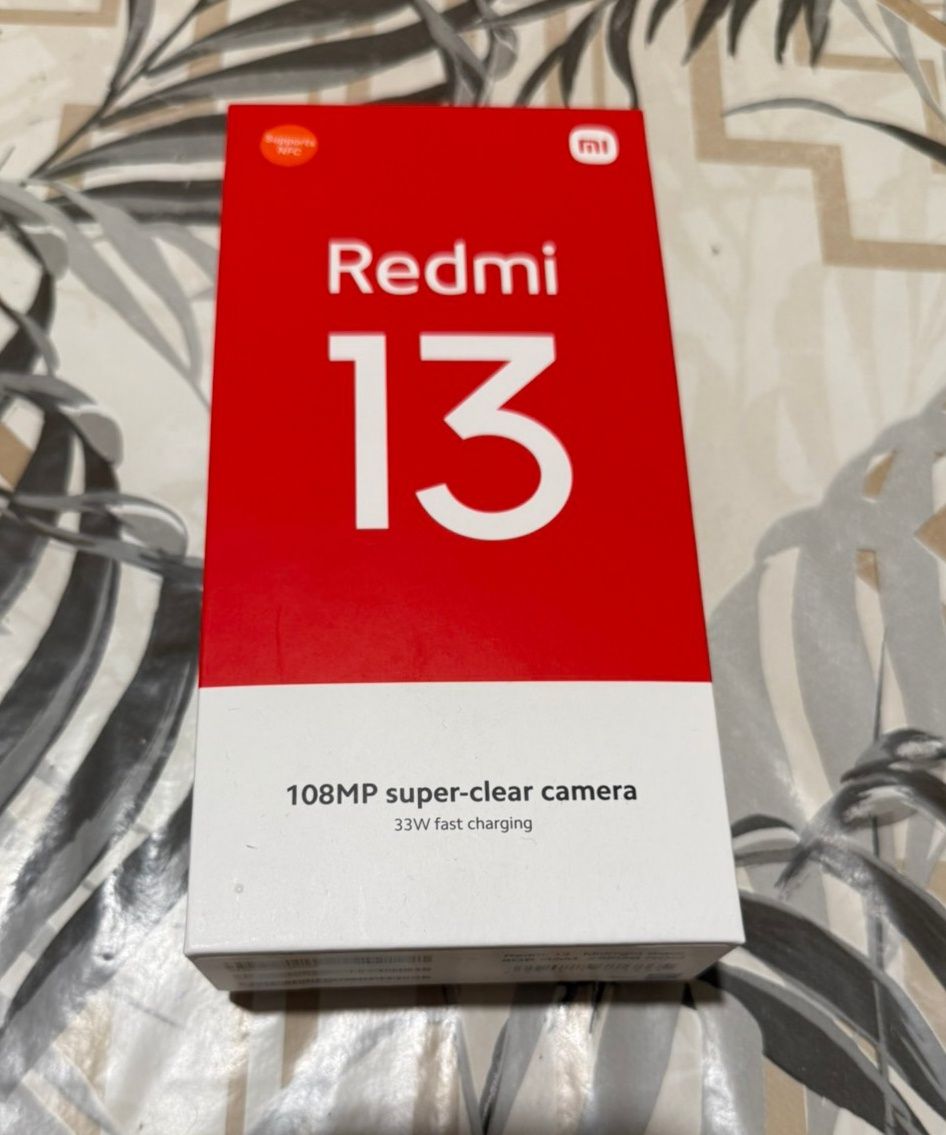 Supports
NFC
mi
Redmi
13
108MP super-clear camera
33W fast charging